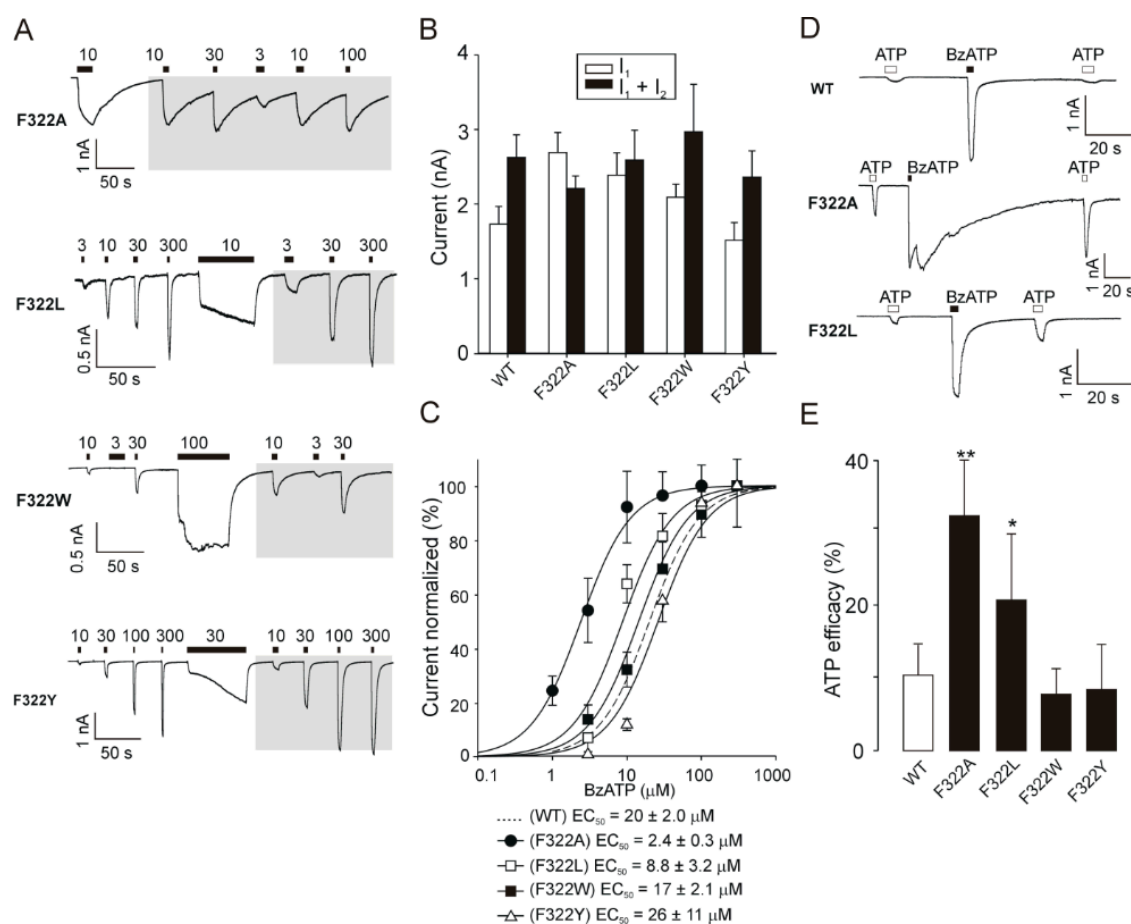 A
10 10 30 3 10 100
F322A
1 nA
50 s
3 10 30 300 10 3 30 300
F322L
0.5 nA
50 s
10 3 30 100 10 3 30
F322W
0.5 nA
50 s
10 30 100 300 30 10 30 100 300
F322Y
1 nA
50 s
B
4
3
2
1
0
Current (nA)
I₁
I₁ + I₂
WT F322A F322L F322W F322Y
C
100
80
60
40
20
0
Current normalized (%)
0.1 1 10 100 1000
BzATP (µM)
(WT) EC₅₀ = 20 ± 2.0 µM
(F322A) EC₅₀ = 2.4 ± 0.3 µM
(F322L) EC₅₀ = 8.8 ± 3.2 µM
(F322W) EC₅₀ = 17 ± 2.1 µM
(F322Y) EC₅₀ = 26 ± 11 µM
D
ATP BzATP ATP
WT
1 nA
20 s
ATP BzATP ATP
F322A
1 nA
20 s
ATP BzATP ATP
F322L
1 nA
20 s
E
40
20
0
ATP efficacy (%)
**
*
WT F322A F322L F322W F322Y